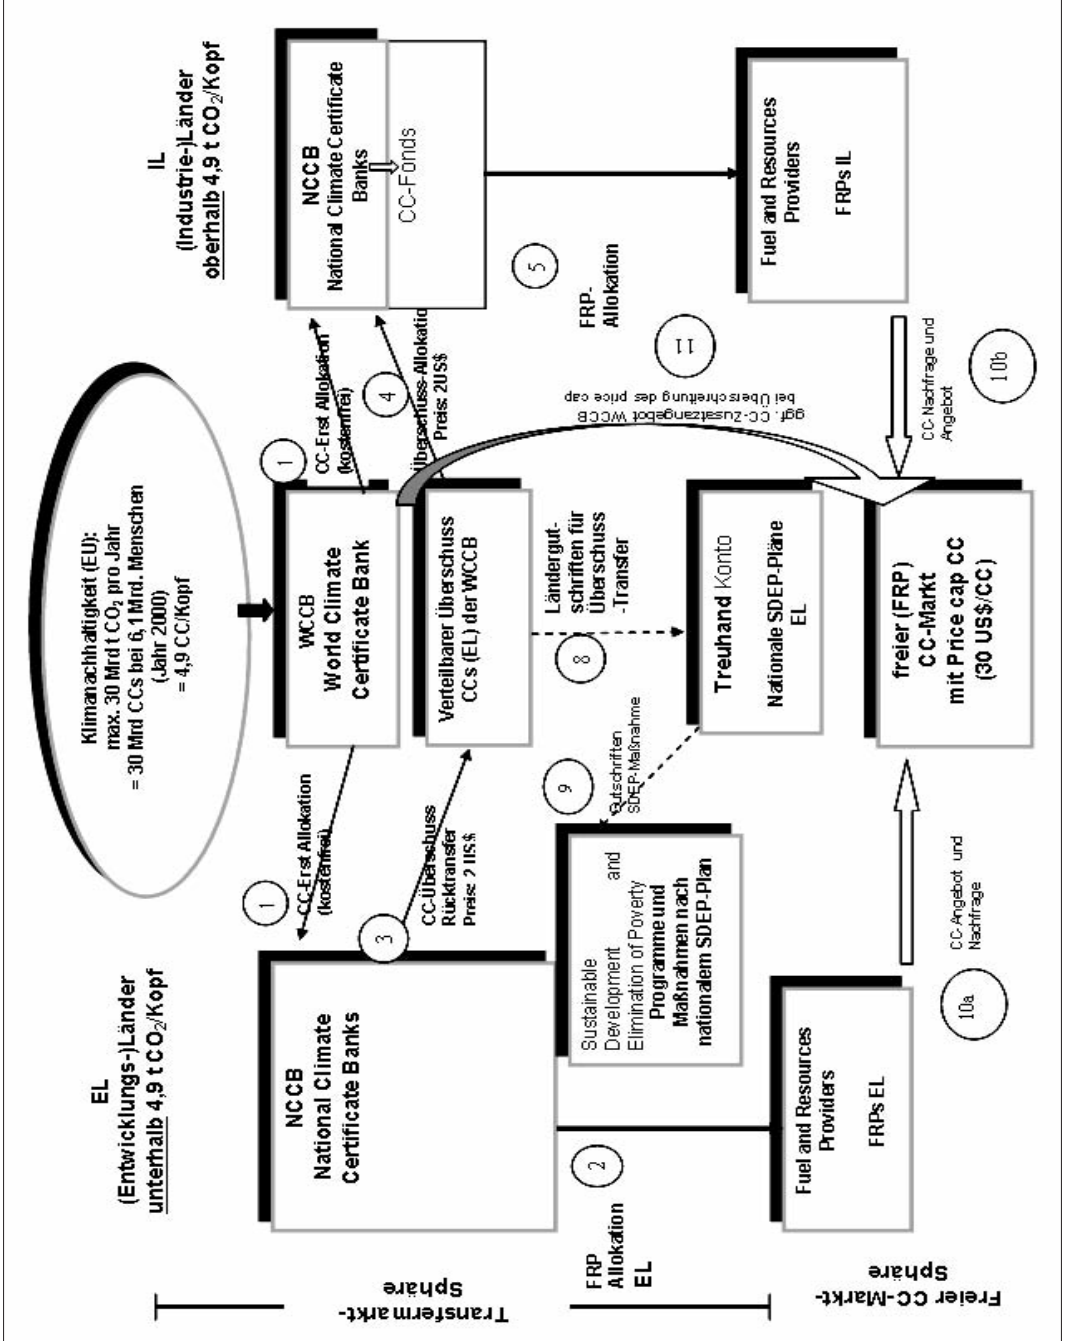 EL
(Entwicklungs-)Länder
unterhalb 4,9 t CO₂/Kopf
Klimanachhaltigkeit (EU):
max. 30 Mrd t CO₂ pro Jahr
= 30 Mrd CCs bei 6,1Mrd. Menschen
(Jahr 2000)
= 4,9 CC/Kopf
IL
(Industrie-)Länder
oberhalb 4,9 t CO₂/Kopf
Transfermarkt-
Sphäre
NCCB
National Climate
Certificate Banks
1
CC-Erst Allokation
(kostenfrei)
WCCB
World Climate
Certificate Bank
1
CC-Erst Allokation
(kostenfrei)
NCCB
National Climate Certificate
Banks
CC-Fonds
3
CC-Überschuss
Rücktransfer
Preis: 2 US$
Verteilbarer Überschuss
CCs (EL) der WCCB
4
Überschuss-Allokatio
Preis: 2US$
FRP
Allokation
EL
2
Sustainable
Development and
Elimination of Poverty
Programme und
Maßnahmen nach
nationalem SDEP-Plan
9
Gutschriften
SDEP-Maßnahme
8
Ländergut-
schriften für
Überschuss
-Transfer
5
FRP-
Allokation
11
ggf. CC-Zusatzangebot WCCB
bei Überschreitung des price cap
Treuhand Konto
Nationale SDEP-Pläne
EL
Freier CC-Markt-
Sphäre
Fuel and Resources
Providers
FRPs EL
10a
CC-Angebot und
Nachfrage
freier (FRP)
CC-Markt
mit Price cap CC
(30 US$/CC)
CC-Nachfrage und
Angebot
10b
Fuel and Resources
Providers
FRPs IL